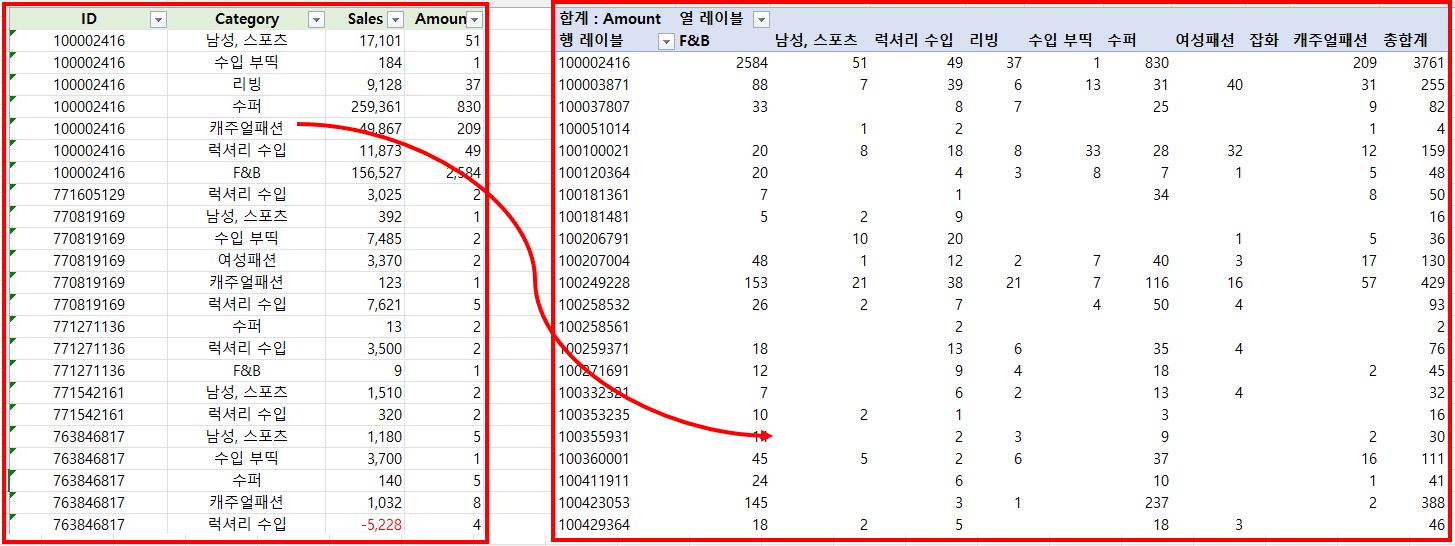 ID Category Sales Amoun
100002416 남성, 스포츠 17,101 51
100002416 수입 부띡 184 1
100002416 리빙 9,128 37
100002416 수퍼 259,361 830
100002416 캐주얼패션 49,867 209
100002416 럭셔리 수입 11,873 49
100002416 F&B 156,527 2,584
771605129 럭셔리 수입 3,025 2
770819169 남성, 스포츠 392 1
770819169 수입 부띡 7,485 2
770819169 여성패션 3,370 2
770819169 캐주얼패션 123 1
770819169 럭셔리 수입 7,621 5
771271136 수퍼 13 2
771271136 럭셔리 수입 3,500 2
771271136 F&B 9 1
771542161 남성, 스포츠 1,510 2
771542161 럭셔리 수입 320 2
763846817 남성, 스포츠 1,180 5
763846817 수입 부띡 3,700 1
763846817 수퍼 140 5
763846817 캐주얼패션 1,032 8
763846817 럭셔리 수입 -5,228 4
합계 : Amount 열 레이블
행 레이블 F&B 남성, 스포츠 럭셔리 수입 리빙 수입 부띡 수퍼 여성패션 잡화 캐주얼패션 총합계
100002416 2584 51 49 37 1 830 209 3761
100003871 88 7 39 6 13 31 40 31 255
100037807 33 8 7 25 9 82
100051014 1 2 1 4
100100021 20 8 18 8 33 28 32 12 159
100120364 20 4 3 8 7 1 5 48
100181361 7 1 34 8 50
100181481 5 2 9 16
100206791 10 20 1 5 36
100207004 48 1 12 2 7 40 3 17 130
100249228 153 21 38 21 7 116 16 57 429
100258532 26 2 7 4 50 4 93
100258561 2 2
100259371 18 13 6 35 4 76
100271691 12 9 4 18 2 45
100332321 7 6 2 13 4 32
100353235 10 2 1 3 16
100355931 2 3 9 2 30
100360001 45 5 2 6 37 16 111
100411911 24 6 10 1 41
100423053 145 3 1 237 2 388
100429364 18 2 5 18 3 46